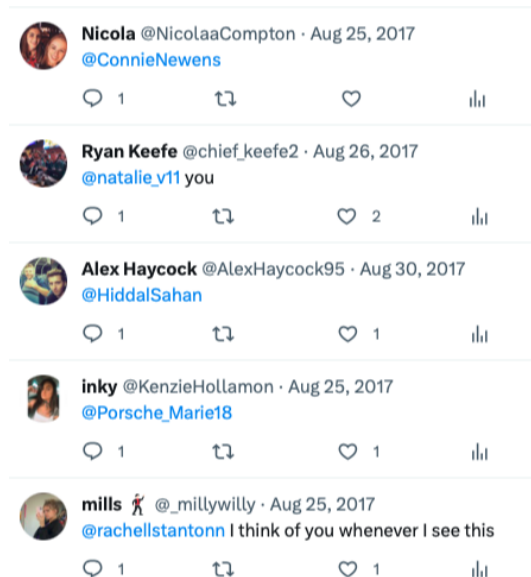 Nicola @NicolaaCompton · Aug 25, 2017
@ConnieNewens
1
Ryan Keefe @chief_keefe2 · Aug 26, 2017
@natalie_v11 you
1 2
Alex Haycock @AlexHaycock95 · Aug 30, 2017
@HiddalSahan
1 1
inky @KenzieHollamon · Aug 25, 2017
@Porsche_Marie18
1 1
mills 🕺 @_millywilly · Aug 25, 2017
@rachellstantonn I think of you whenever I see this
1 1